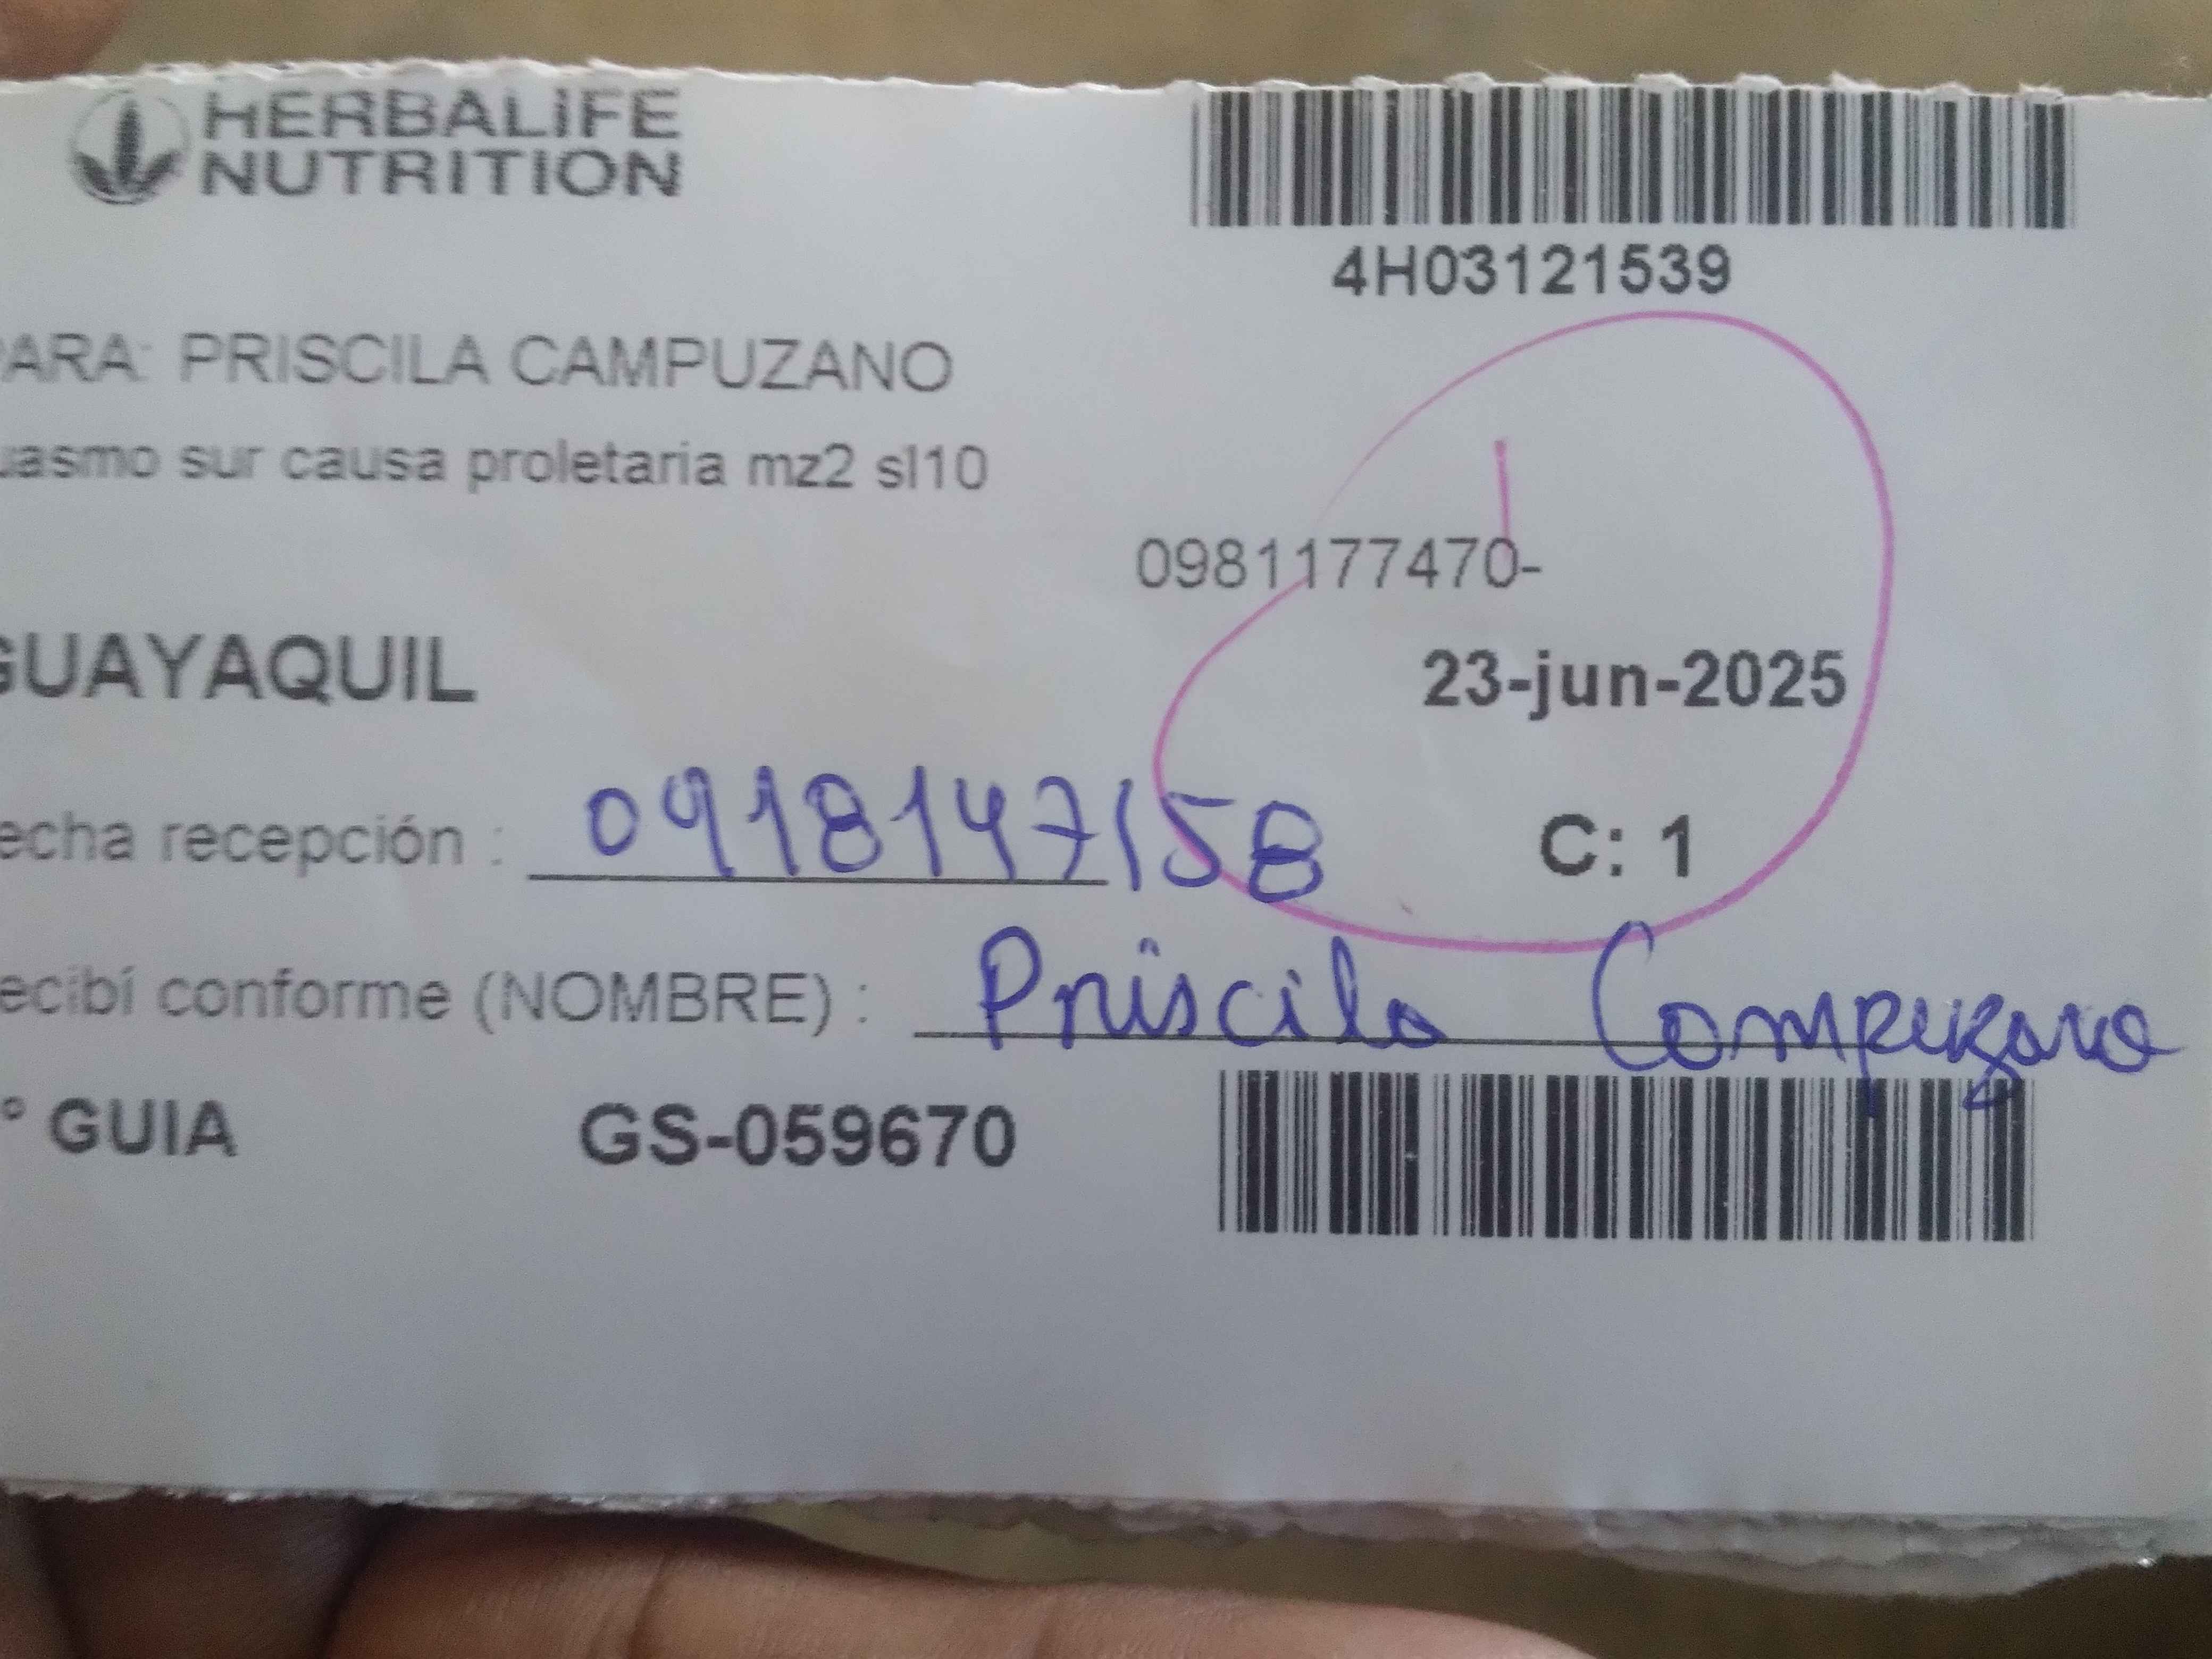 HERBALIFE
NUTRITION
4H03121539
ARA: PRISCILA CAMPUZANO
uasmo sur causa proletaria mz2 sl10
0981177470-
GUAYAQUIL
23-jun-2025
echa recepción : 0918147158
C: 1
ecibí conforme (NOMBRE) : Priscila Campuzano
° GUIA GS-059670